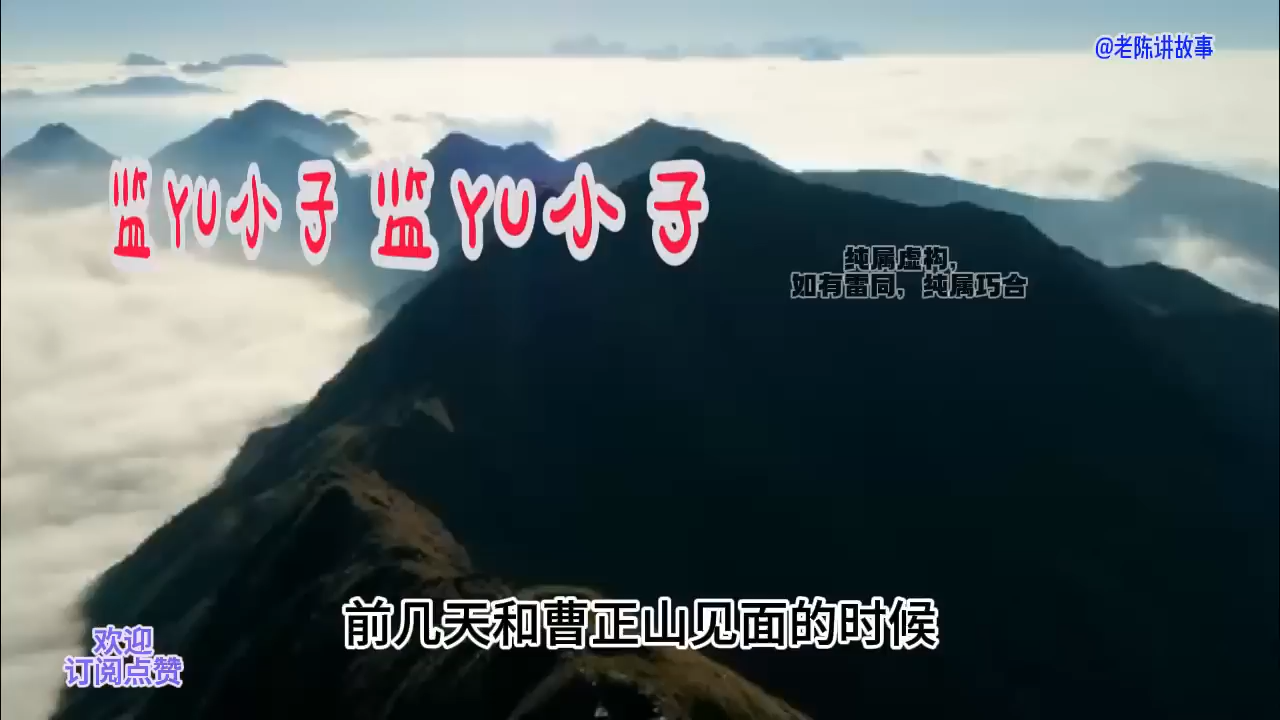 @老陈讲故事
监YU小子 监YU小子
纯属虚构,
如有雷同,纯属巧合
前几天和曹正山见面的时候
欢迎
订阅点赞